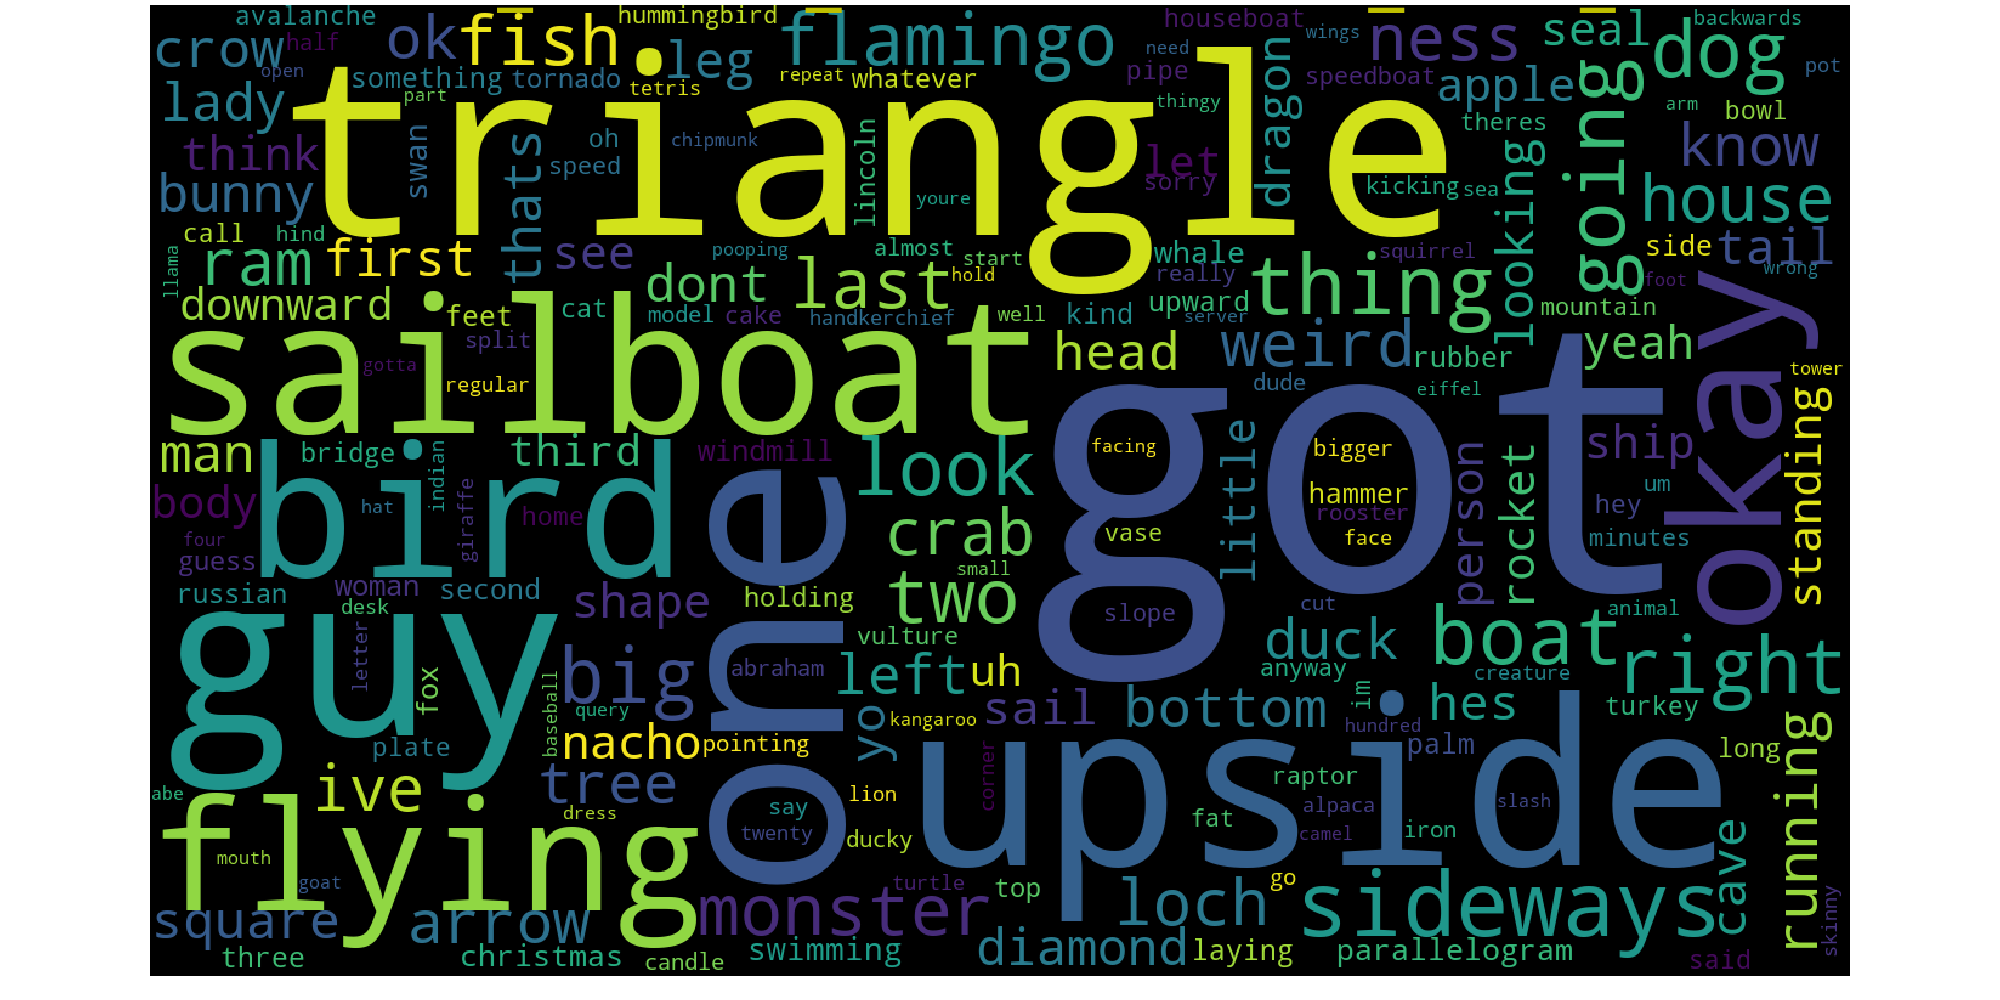 avalanche
hummingbird
houseboat
backwards
crow
half
ok
fish
leg
flamingo
need
wings
ness
seal
dog
open
something
tornado
tetris
repeat
whatever
pipe
speedboat
apple
pot
lady
part
triangle
thingy
dragon
going
arm
bowl
think
swan
thats
oh
chipmunk
lincoln
let
theres
know
speed
sorry
kicking
sea
looking
bunny
youre
house
call
hind
first
see
pooping
almost
whale
squirrel
side
tail
llama
ram
dont
last
start
hold
really
thing
foot
wrong
downward
feet
cat
model
cake
handkerchief
well
kind
upward
server
mountain
okay
sailboat
split
head
weird
rubber
yeah
gotta
regular
dude
eiffel
tower
got
standing
man
bridge
indian
third
windmill
look
facing
little
bigger
person
rocket
ship
bird
body
hat
giraffe
home
one
crab
vase
hammer
rooster
face
hey
um
four
guess
minutes
russian
woman
second
small
two
desk
shape
holding
slope
cut
animal
guy
letter
vulture
duck
boat
right
fox
big
abraham
left
uh
anyway
im
creature
baseball
query
yo
kangaroo
sail
bottom
hundred
hes
turkey
running
plate
nacho
pointing
corner
palm
long
abe
ive
tree
lion
upside
raptor
alpaca
slash
flying
dress
say
twenty
ducky
fat
camel
iron
cave
mouth
goat
turtle
top
go
skinny
square
arrow
monster
loch
sideways
three
christmas
candle
swimming
diamond
laying
parallelogram
said